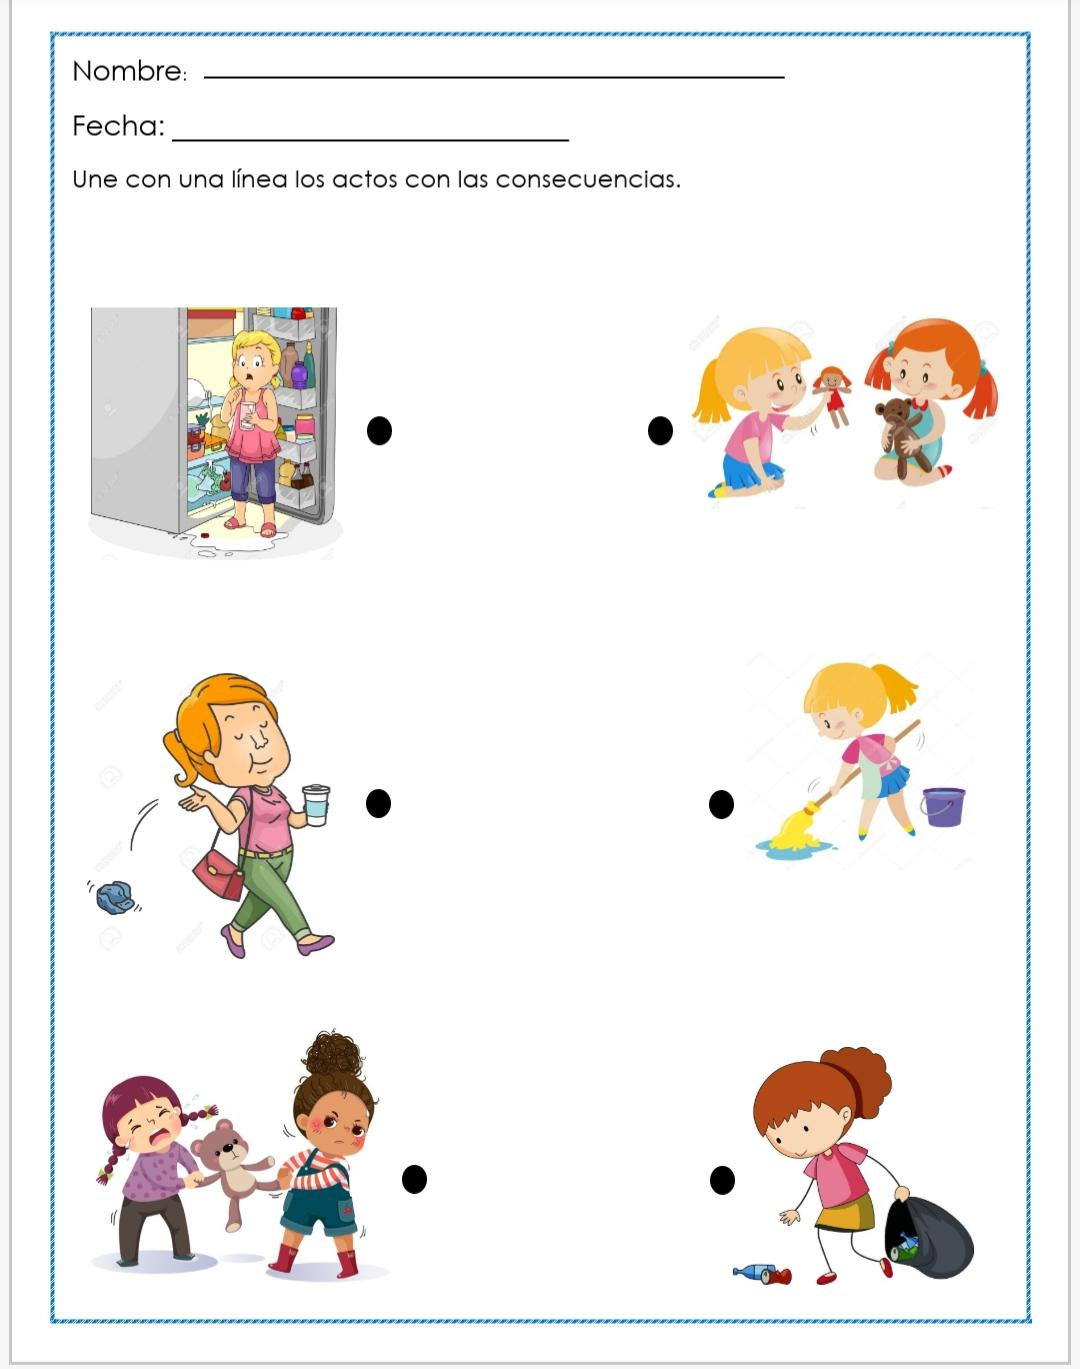 Nombre:
Fecha:
Une con una línea los actos con las consecuencias.